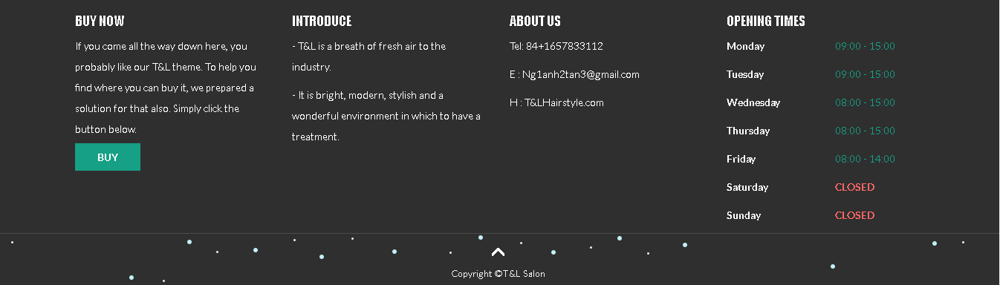 BUY NOW
If you come all the way down here, you
probably like our T&L theme. To help you
find where you can buy it, we prepared a
solution for that also. Simply click the
button below.
BUY
INTRODUCE
- T&L is a breath of fresh air to the
industry.
- It is bright, modern, stylish and a
wonderful environment in which to have a
treatment.
ABOUT US
Tel: 84+1657833112
E : Ng1anh2tan3@gmail.com
H : T&LHairstyle.com
OPENING TIMES
Monday 09:00 - 15:00
Tuesday 09:00 - 15:00
Wednesday 08:00 - 15:00
Thursday 08:00 - 15:00
Friday 08:00 - 14:00
Saturday CLOSED
Sunday CLOSED
Copyright ©T&L Salon